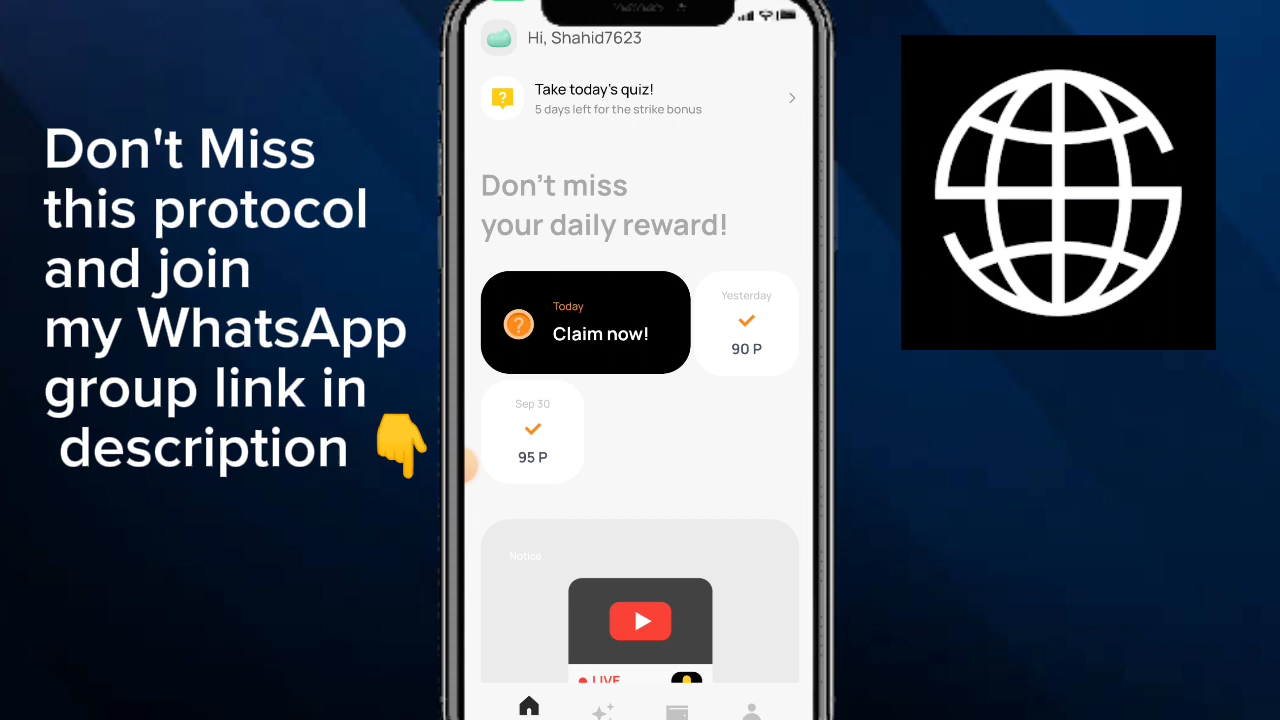 Don't Miss
this protocol
and join
my WhatsApp
group link in
description 👇
Hi, Shahid7623
Take today's quiz!
5 days left for the strike bonus
Don't miss
your daily reward!
Today
Claim now!
Yesterday
90 P
Sep 30
95 P
Notice
LIVE